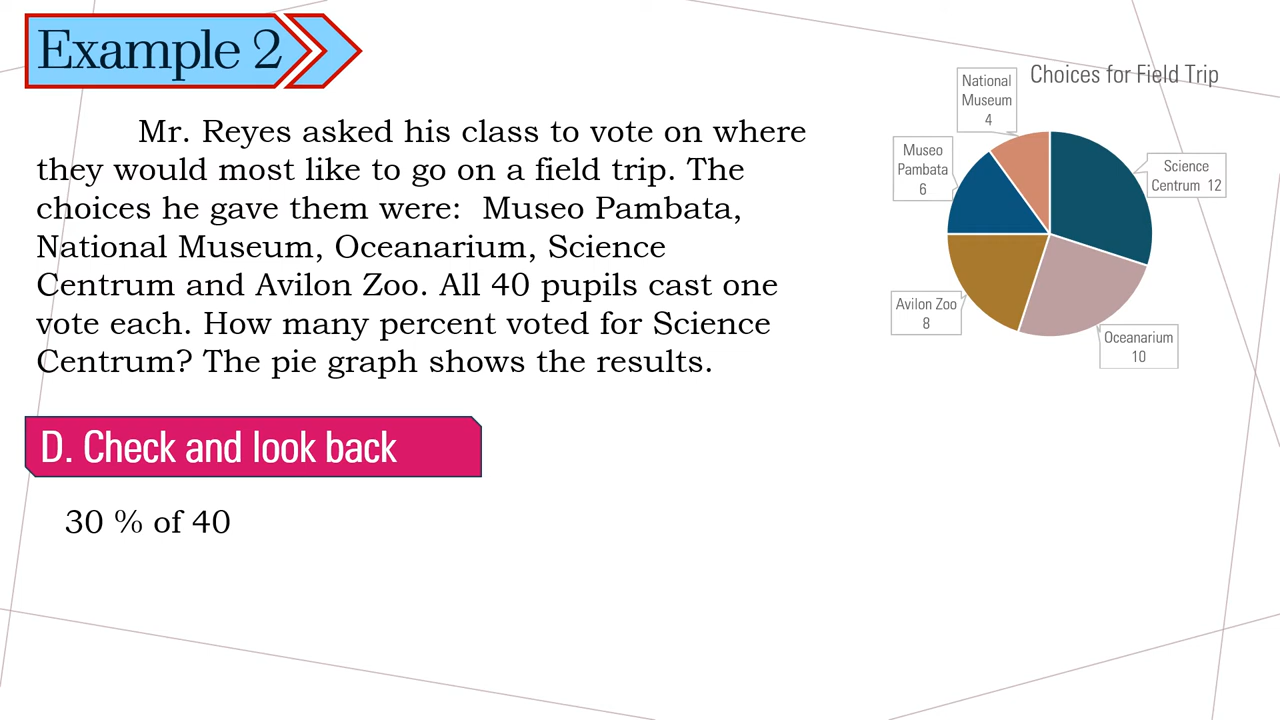 Example 2
Mr. Reyes asked his class to vote on where
they would most like to go on a field trip. The
choices he gave them were: Museo Pambata,
National Museum, Oceanarium, Science
Centrum and Avilon Zoo. All 40 pupils cast one
vote each. How many percent voted for Science
Centrum? The pie graph shows the results.
Choices for Field Trip
National
Museum
4
Museo
Pambata
6
Science
Centrum 12
Avilon Zoo
8
Oceanarium
10
D. Check and look back
30 % of 40